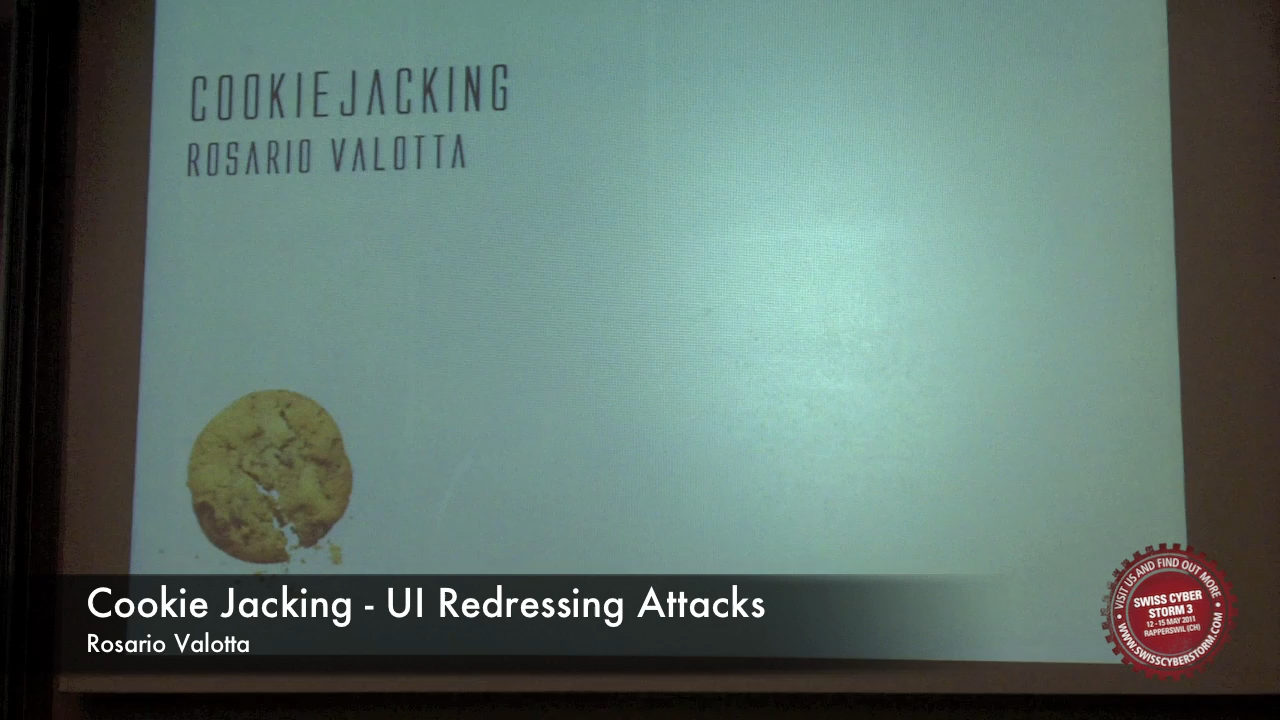 COOKIEJACKING
ROSARIO VALOTTA
Cookie Jacking - UI Redressing Attacks
Rosario Valotta
• VISIT US AND FIND OUT MORE •
SWISS CYBER
STORM 3
12 - 15 MAY 2011
RAPPERSWIL (CH)
WWW.SWISSCYBERSTORM.COM